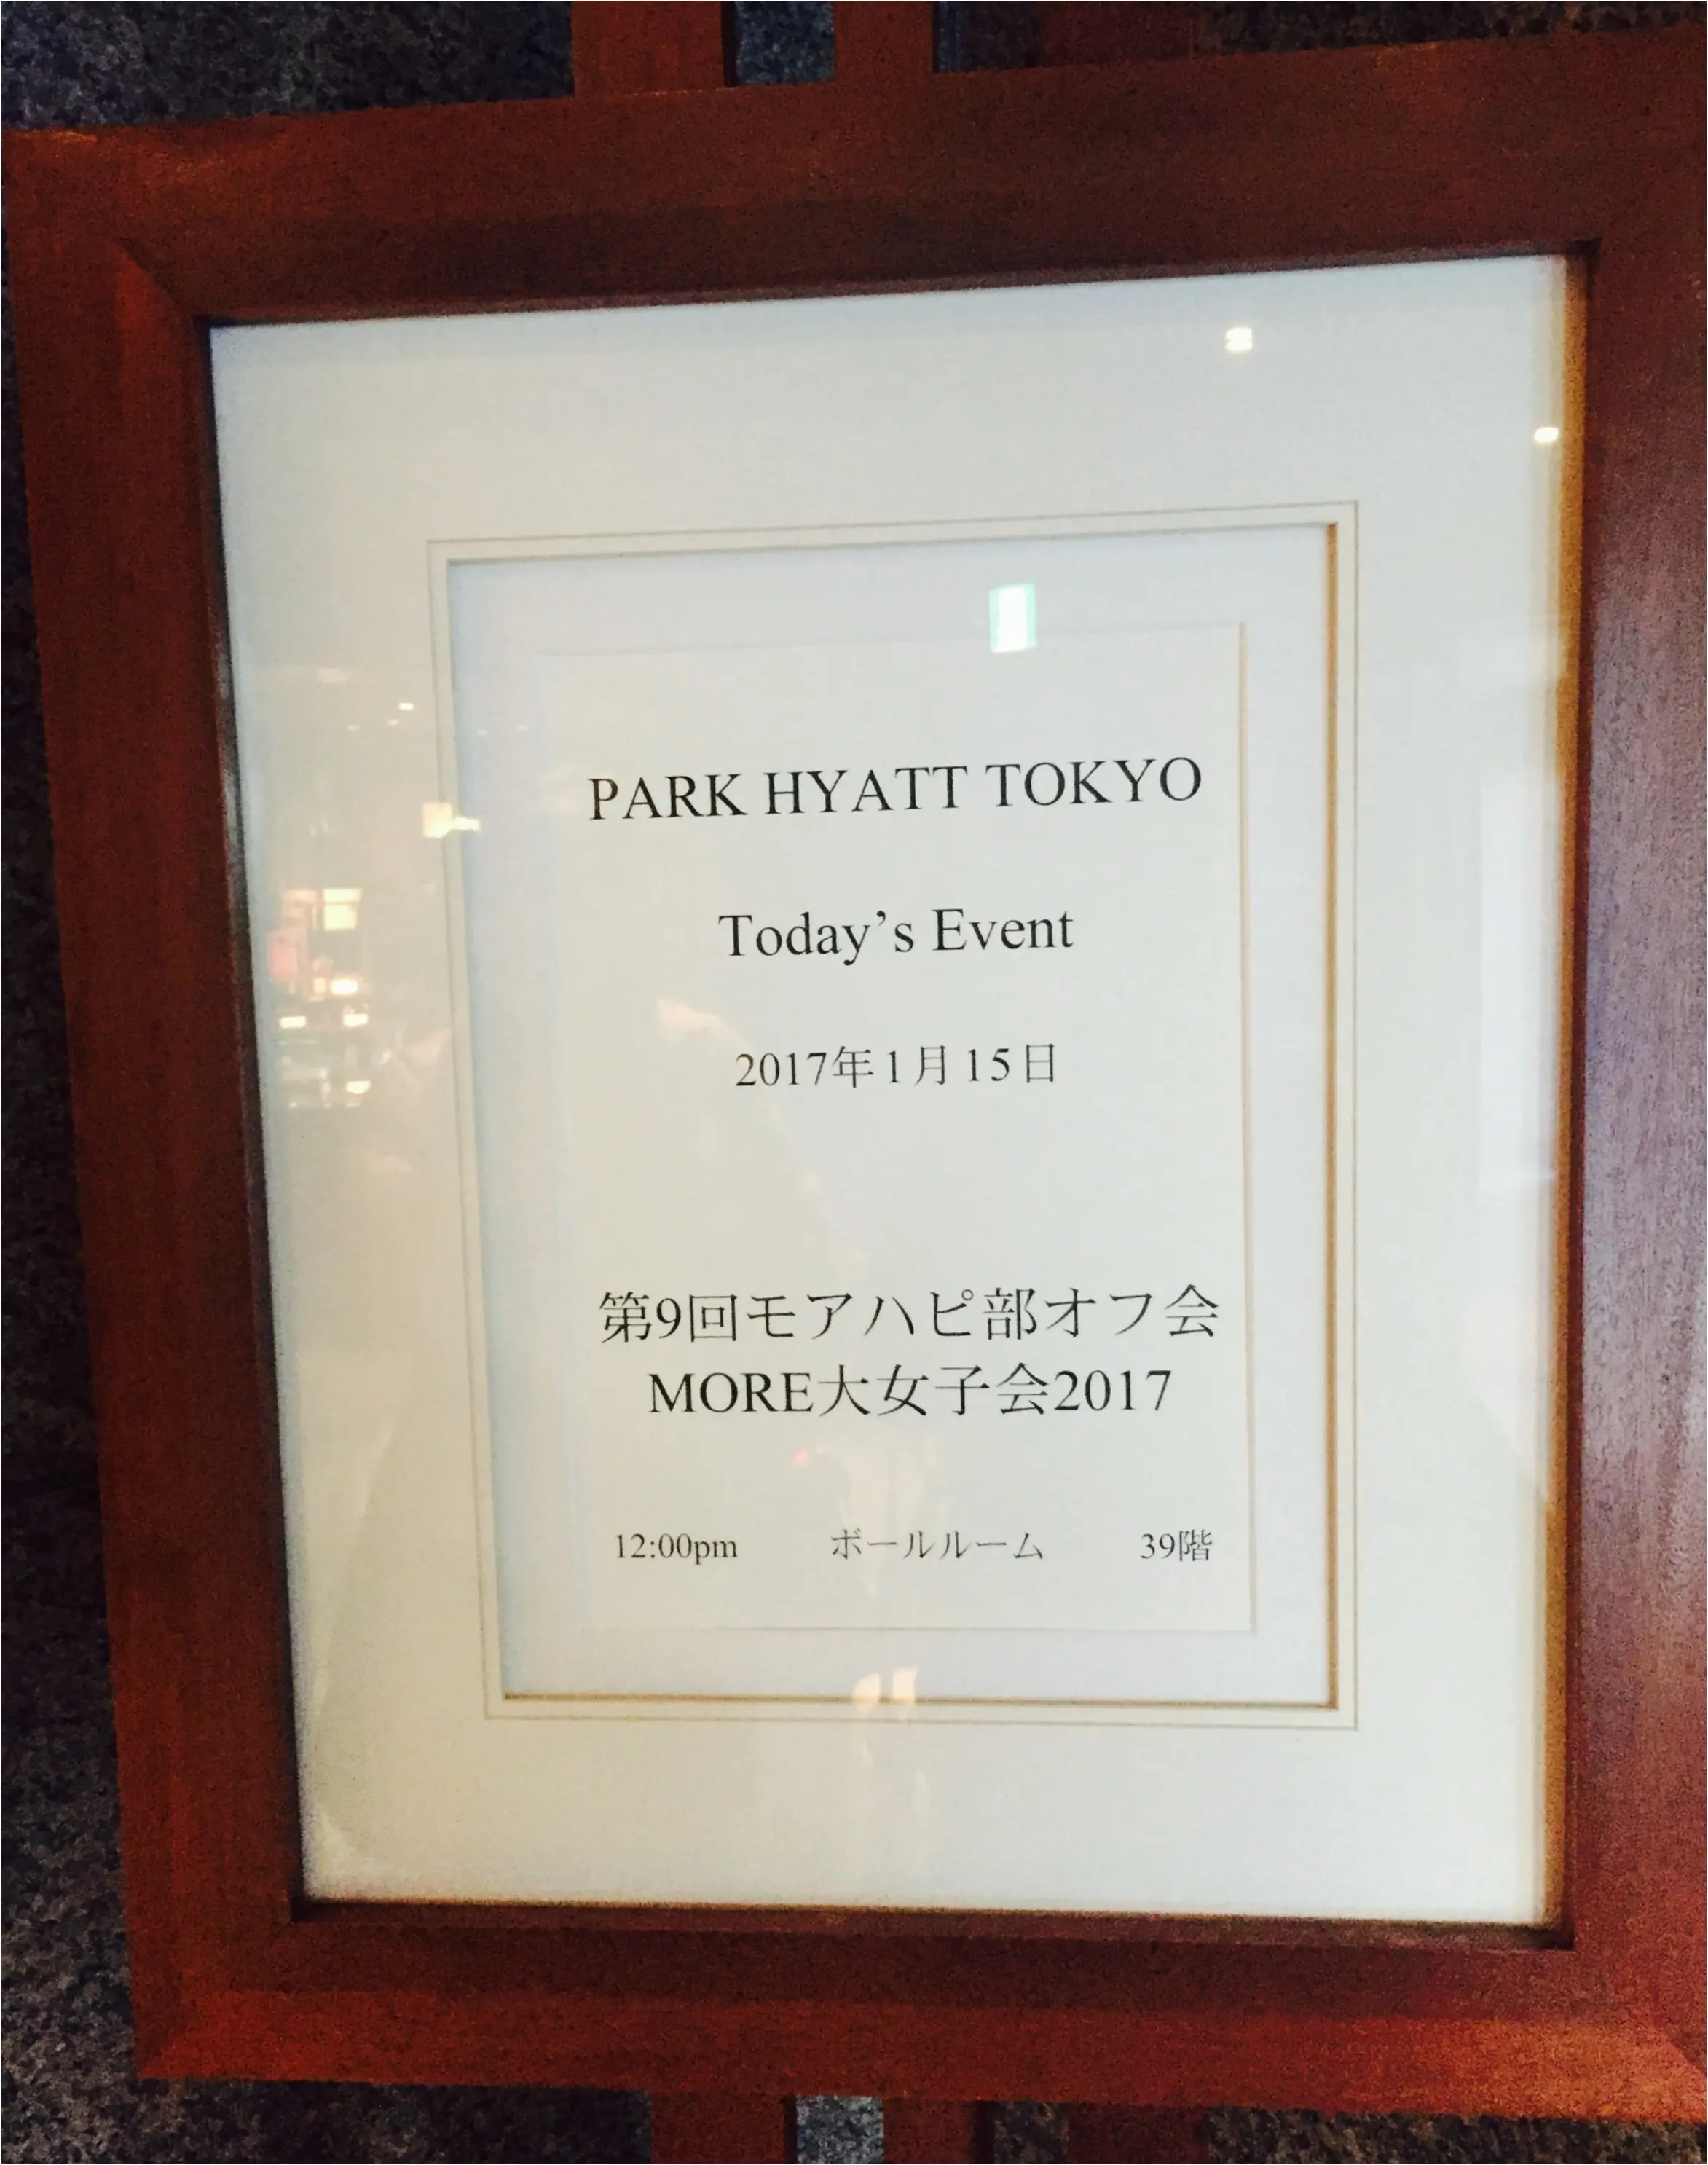 PARK HYATT TOKYO
Today’s Event
2017年1月15日
第9回モアハピ部オフ会
MORE大女子会2017
12:00pm ボールルーム 39階